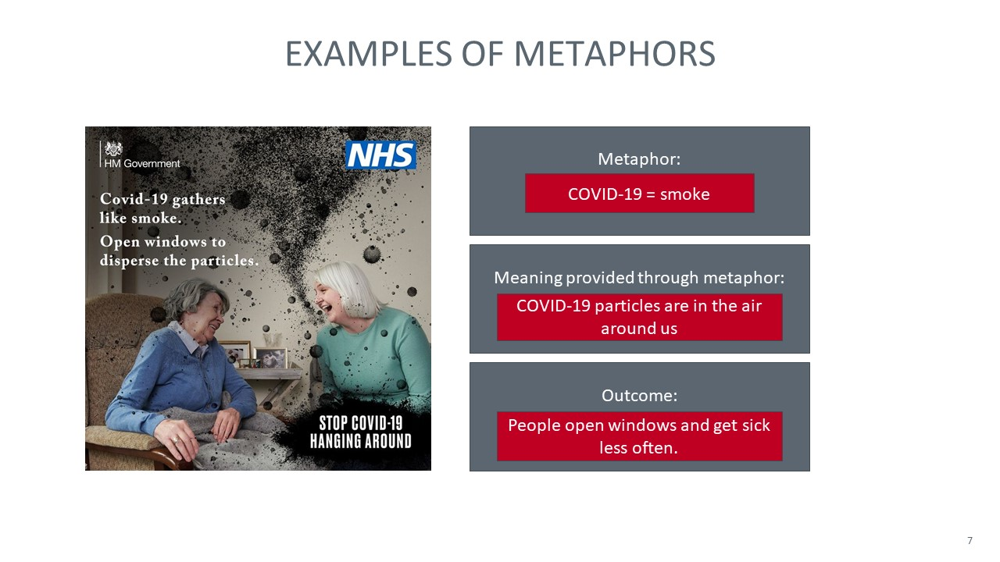 EXAMPLES OF METAPHORS
HM Government
NHS
Covid-19 gathers
like smoke.
Open windows to
disperse the particles.
STOP COVID-19
HANGING AROUND
Metaphor:
COVID-19 = smoke
Meaning provided through metaphor:
COVID-19 particles are in the air
around us
Outcome:
People open windows and get sick
less often.
7